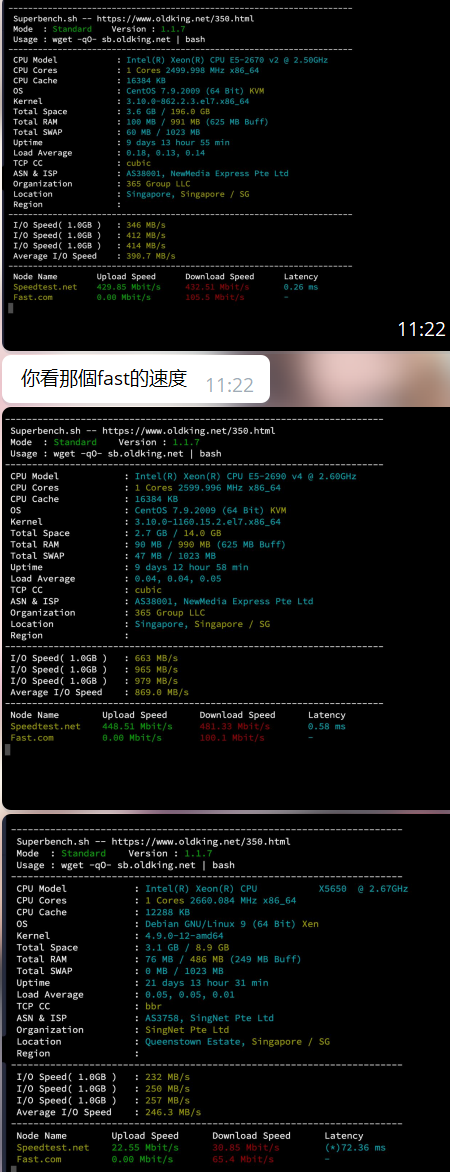 Superbench.sh -- https://www.oldking.net/350.html
Mode : Standard Version : 1.1.7
Usage : wget -qO- sb.oldking.net | bash
CPU Model : Intel(R) Xeon(R) CPU E5-2670 v2 @ 2.50GHz
CPU Cores : 1 Cores 2499.998 MHz x86_64
CPU Cache : 16384 KB
OS : CentOS 7.9.2009 (64 Bit) KVM
Kernel : 3.10.0-862.2.3.el7.x86_64
Total Space : 3.6 GB / 196.0 GB
Total RAM : 100 MB / 991 MB (625 MB Buff)
Total SWAP : 60 MB / 1023 MB
Uptime : 9 days 13 hour 55 min
Load Average : 0.18, 0.13, 0.14
TCP CC : cubic
ASN & ISP : AS38001, NewMedia Express Pte Ltd
Organization : 365 Group LLC
Location : Singapore, Singapore / SG
Region :
I/O Speed( 1.0GB ) : 346 MB/s
I/O Speed( 1.0GB ) : 412 MB/s
I/O Speed( 1.0GB ) : 414 MB/s
Average I/O Speed : 390.7 MB/s
Node Name Upload Speed Download Speed Latency
Speedtest.net 429.85 Mbit/s 432.51 Mbit/s 0.26 ms
Fast.com 0.00 Mbit/s 105.5 Mbit/s -
11:22
你看那個fast的速度 11:22
Superbench.sh -- https://www.oldking.net/350.html
Mode : Standard Version : 1.1.7
Usage : wget -qO- sb.oldking.net | bash
CPU Model : Intel(R) Xeon(R) CPU E5-2690 v4 @ 2.60GHz
CPU Cores : 1 Cores 2599.996 MHz x86_64
CPU Cache : 16384 KB
OS : CentOS 7.9.2009 (64 Bit) KVM
Kernel : 3.10.0-1160.15.2.el7.x86_64
Total Space : 2.7 GB / 14.0 GB
Total RAM : 90 MB / 990 MB (625 MB Buff)
Total SWAP : 47 MB / 1023 MB
Uptime : 9 days 12 hour 58 min
Load Average : 0.04, 0.04, 0.05
TCP CC : cubic
ASN & ISP : AS38001, NewMedia Express Pte Ltd
Organization : 365 Group LLC
Location : Singapore, Singapore / SG
Region :
I/O Speed( 1.0GB ) : 663 MB/s
I/O Speed( 1.0GB ) : 965 MB/s
I/O Speed( 1.0GB ) : 979 MB/s
Average I/O Speed : 869.0 MB/s
Node Name Upload Speed Download Speed Latency
Speedtest.net 448.51 Mbit/s 481.33 Mbit/s 0.58 ms
Fast.com 0.00 Mbit/s 100.1 Mbit/s -
Superbench.sh -- https://www.oldking.net/350.html
Mode : Standard Version : 1.1.7
Usage : wget -qO- sb.oldking.net | bash
CPU Model : Intel(R) Xeon(R) CPU X5650 @ 2.67GHz
CPU Cores : 1 Cores 2660.084 MHz x86_64
CPU Cache : 12288 KB
OS : Debian GNU/Linux 9 (64 Bit) Xen
Kernel : 4.9.0-12-amd64
Total Space : 3.1 GB / 8.9 GB
Total RAM : 76 MB / 486 MB (249 MB Buff)
Total SWAP : 0 MB / 1023 MB
Uptime : 21 days 13 hour 31 min
Load Average : 0.05, 0.05, 0.01
TCP CC : bbr
ASN & ISP : AS3758, SingNet Pte Ltd
Organization : SingNet Pte Ltd
Location : Queenstown Estate, Singapore / SG
Region :
I/O Speed( 1.0GB ) : 232 MB/s
I/O Speed( 1.0GB ) : 250 MB/s
I/O Speed( 1.0GB ) : 257 MB/s
Average I/O Speed : 246.3 MB/s
Node Name Upload Speed Download Speed Latency
Speedtest.net 22.55 Mbit/s 30.85 Mbit/s (*)72.36 ms
Fast.com 0.00 Mbit/s 65.4 Mbit/s -